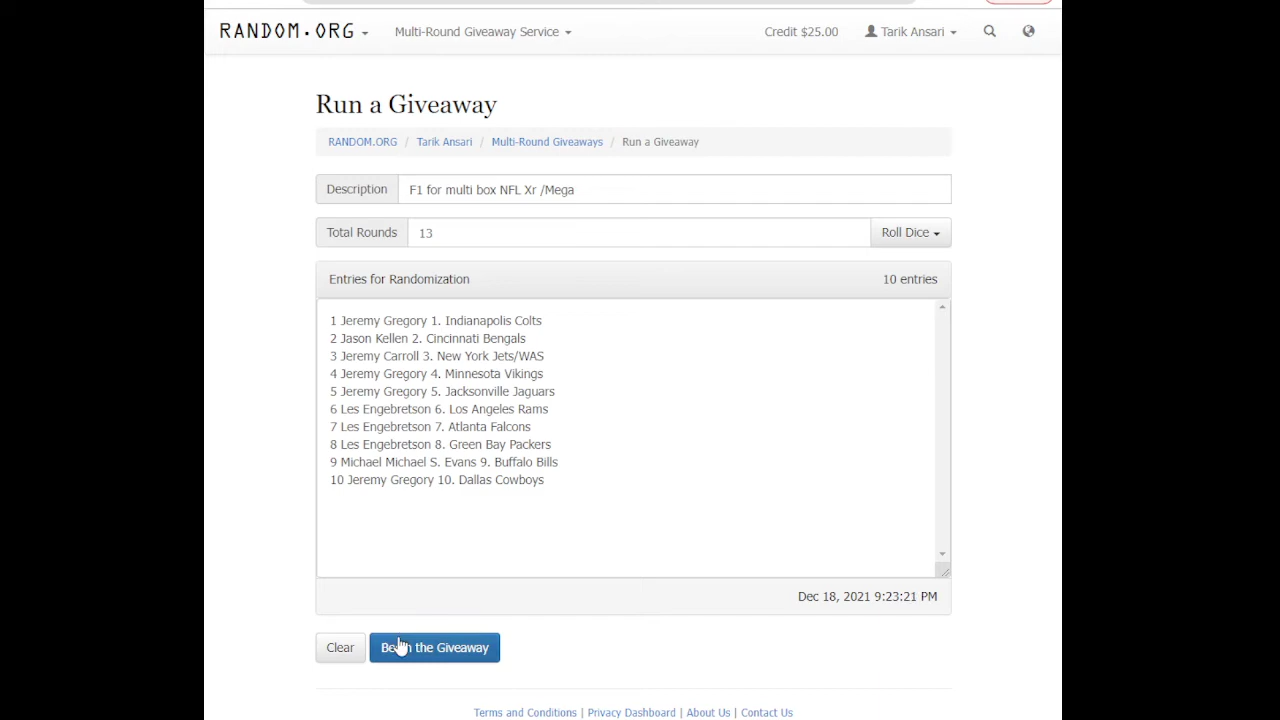 RANDOM.ORG Multi-Round Giveaway Service Credit $25.00 Tarik Ansari
Run a Giveaway
RANDOM.ORG / Tarik Ansari / Multi-Round Giveaways / Run a Giveaway
Description F1 for multi box NFL Xr /Mega
Total Rounds 13 Roll Dice
Entries for Randomization 10 entries
1 Jeremy Gregory 1. Indianapolis Colts
2 Jason Kellen 2. Cincinnati Bengals
3 Jeremy Carroll 3. New York Jets/WAS
4 Jeremy Gregory 4. Minnesota Vikings
5 Jeremy Gregory 5. Jacksonville Jaguars
6 Les Engebretson 6. Los Angeles Rams
7 Les Engebretson 7. Atlanta Falcons
8 Les Engebretson 8. Green Bay Packers
9 Michael Michael S. Evans 9. Buffalo Bills
10 Jeremy Gregory 10. Dallas Cowboys
Dec 18, 2021 9:23:21 PM
Clear the Giveaway
Terms and Conditions | Privacy Dashboard | About Us | Contact Us